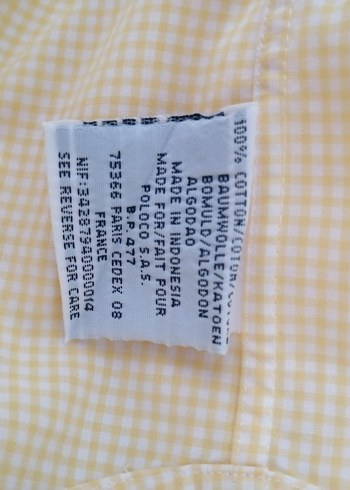 100% COTTON/COTON/
BAUMWOLLE/KATOEN
BOMULD/ALGODON
ALGODAO
MADE IN INDONESIA
MADE FOR/FAIT POUR
POLOCO S.A.S.
B.P. 477
75366 PARIS CEDEX 08
FRANCE
NIF:34287940000014
SEE REVERSE FOR CARE